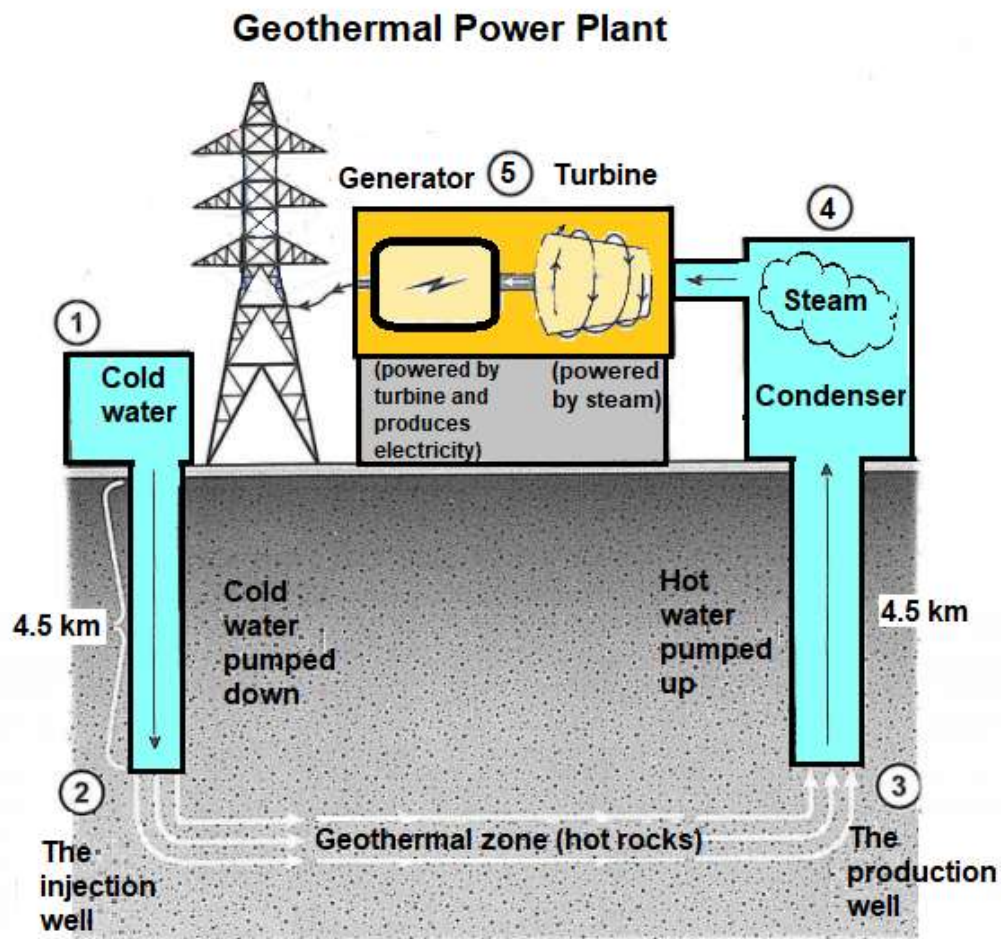 Geothermal Power Plant
Generator 5 Turbine
4
1
Steam
Cold
water
(powered by
turbine and
produces
electricity)
(powered
by steam)
Condenser
Cold
water
pumped
down
Hot
water
pumped
up
4.5 km
4.5 km
2
3
Geothermal zone (hot rocks)
The
injection
well
The
production
well